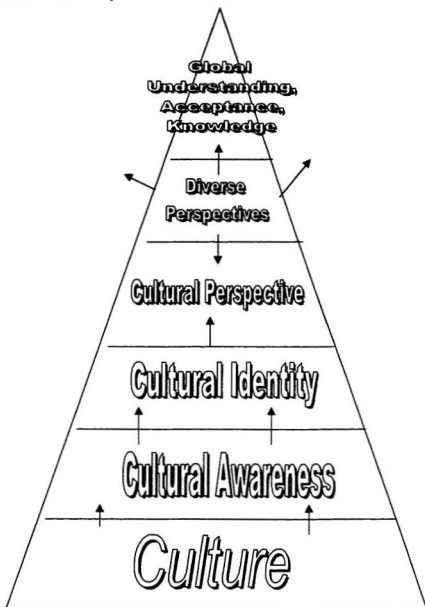 Global
Understanding,
Acceptance,
Knowledge
Diverse
Perspectives
Cultural Perspective
Cultural Identity
Cultural Awareness
Culture